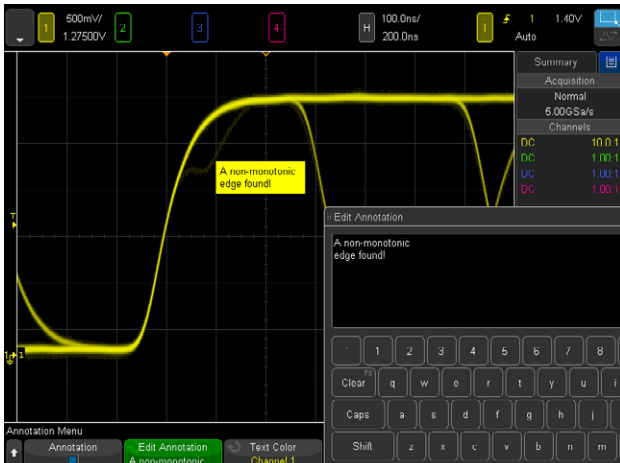 1 500mV/ 2 3 4 H 100.0ns/ T 1 1.40V
1.27500V 200.0ns Auto
Summary
Acquisition
Normal
5.00GSa/s
Channels
DC 10.0:1
DC 1.00:1
DC 1.00:1
DC 1.00:1
A non-monotonic
edge found!
T
1
Edit Annotation
A non-monotonic
edge found!
` 1 2 3 4 5 6 7 8
Clear F8 q w e r t y u i
Caps a s d f g h j
Shift z x c v b n m
Annotation Menu
Annotation Edit Annotation Text Color
A non-monotonic Channel 1